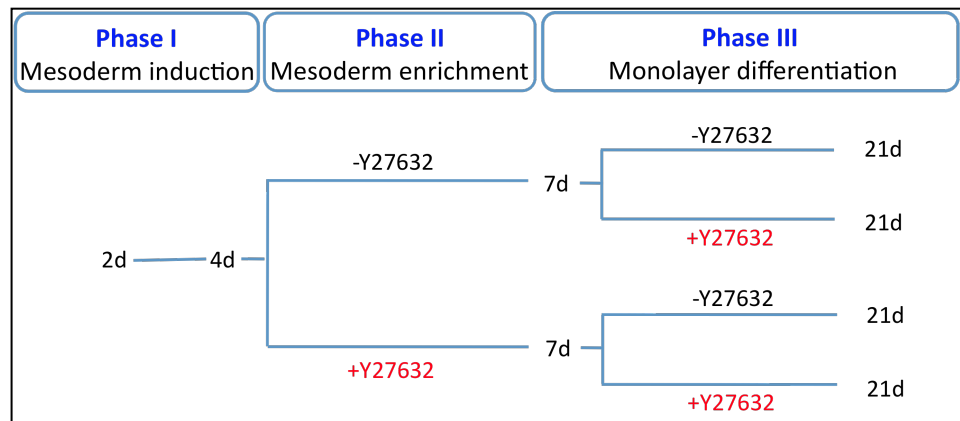 Phase I
Mesoderm induction
Phase II
Mesoderm enrichment
Phase III
Monolayer differentiation
2d
4d
-Y27632
+Y27632
7d
-Y27632
21d
+Y27632
21d
7d
-Y27632
21d
+Y27632
21d